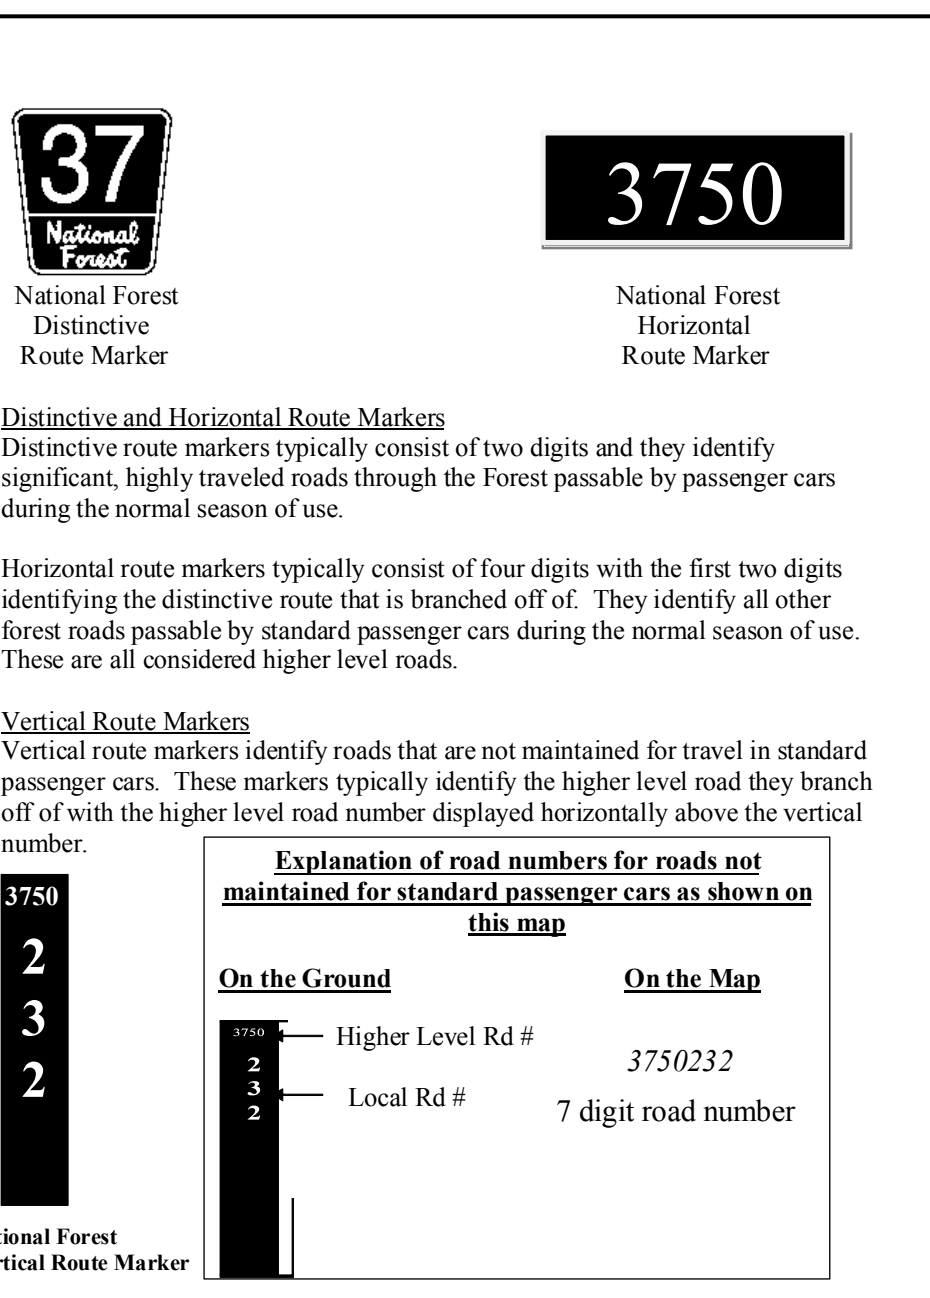 37
National
Forest
National Forest
Distinctive
Route Marker
3750
National Forest
Horizontal
Route Marker
Distinctive and Horizontal Route Markers
Distinctive route markers typically consist of two digits and they identify
significant, highly traveled roads through the Forest passable by passenger cars
during the normal season of use.
Horizontal route markers typically consist of four digits with the first two digits
identifying the distinctive route that is branched off of.  They identify all other
forest roads passable by standard passenger cars during the normal season of use.
These are all considered higher level roads.
Vertical Route Markers
Vertical route markers identify roads that are not maintained for travel in standard
passenger cars.  These markers typically identify the higher level road they branch
off of with the higher level road number displayed horizontally above the vertical
number.
3750
2
3
2
tional Forest
rtical Route Marker
Explanation of road numbers for roads not
maintained for standard passenger cars as shown on
this map
On the Ground
3750
2
3
2
Higher Level Rd #
Local Rd #
On the Map
3750232
7 digit road number